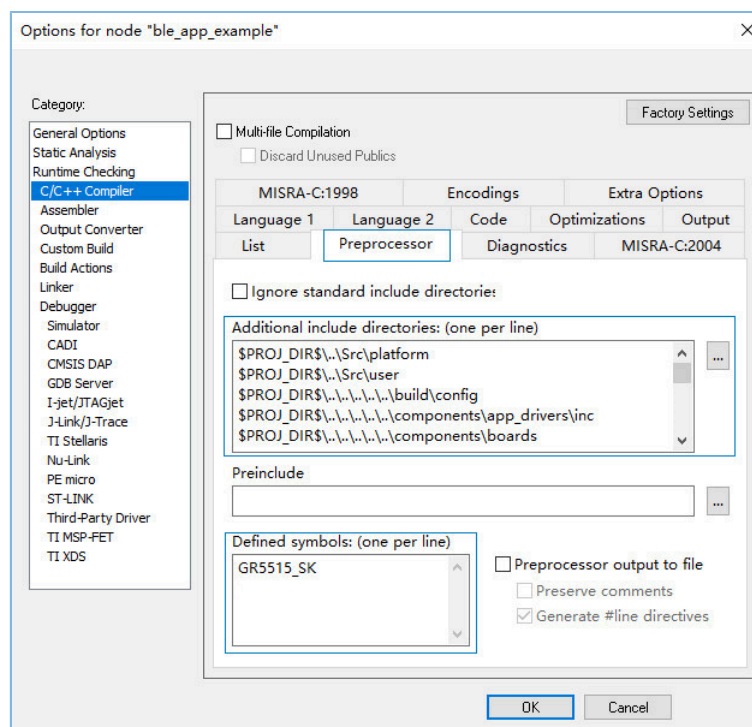 Options for node "ble_app_example"
Category:
General Options
Static Analysis
Runtime Checking
C/C++ Compiler
Assembler
Output Converter
Custom Build
Build Actions
Linker
Debugger
Simulator
CADI
CMSIS DAP
GDB Server
I-jet/JTAGjet
J-Link/J-Trace
TI Stellaris
Nu-Link
PE micro
ST-LINK
Third-Party Driver
TI MSP-FET
TI XDS
Factory Settings
Multi-file Compilation
Discard Unused Publics
MISRA-C:1998 Encodings Extra Options
Language 1 Language 2 Code Optimizations Output
List Preprocessor Diagnostics MISRA-C:2004
Ignore standard include directories
Additional include directories: (one per line)
$PROJ_DIR$\..\Src\platform
$PROJ_DIR$\..\Src\user
$PROJ_DIR$\..\..\..\..\..\build\config
$PROJ_DIR$\..\..\..\..\..\components\app_drivers\inc
$PROJ_DIR$\..\..\..\..\..\components\boards
...
Preinclude
...
Defined symbols: (one per line)
GR5515_SK
Preprocessor output to file
Preserve comments
Generate #line directives
OK Cancel